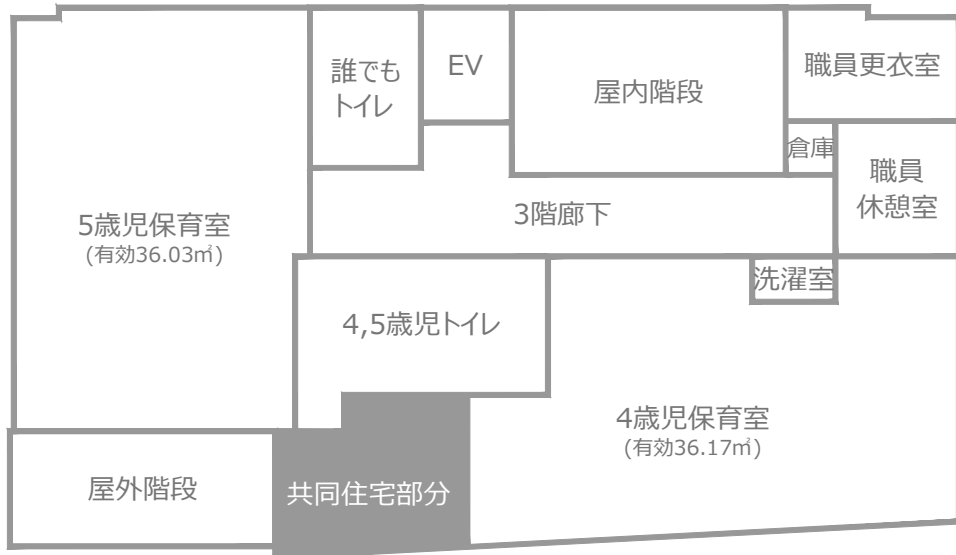 誰でも
トイレ
EV
屋内階段
職員更衣室
倉庫
職員
休憩室
5歳児保育室
(有効36.03㎡)
3階廊下
洗濯室
4,5歳児トイレ
4歳児保育室
(有効36.17㎡)
屋外階段
共同住宅部分